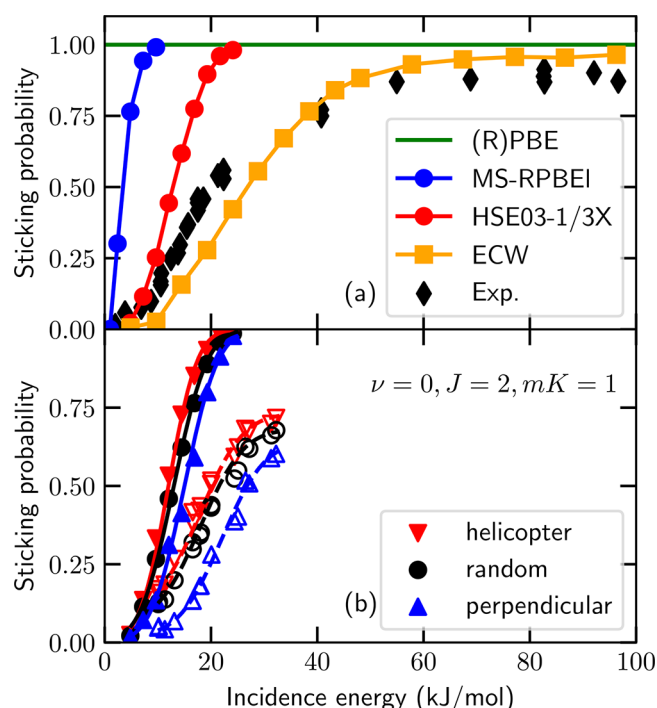 1.00
0.75
0.50
0.25
0.00
Sticking probability
(R)PBE
MS-RPBEl
HSE03-1/3X
ECW
Exp.
(a)
ν = 0, J = 2, mK = 1
0.75
0.50
0.25
0.00
Sticking probability
helicopter
random
perpendicular
(b)
0 20 40 60 80 100
Incidence energy (kJ/mol)